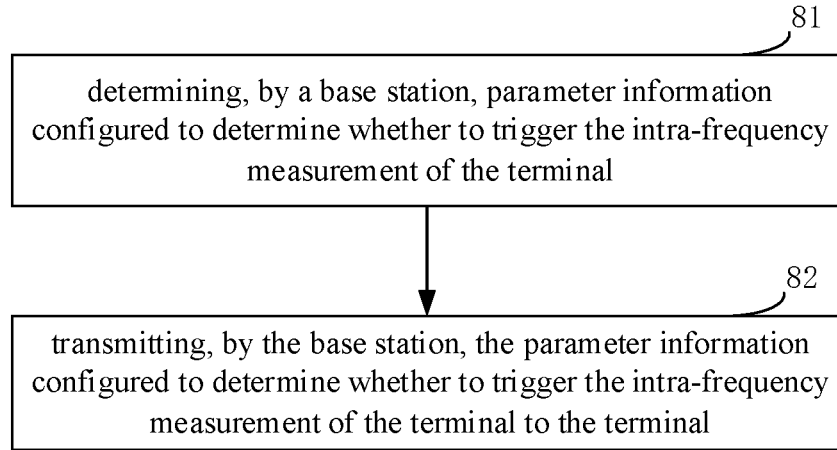 81
determining, by a base station, parameter information
configured to determine whether to trigger the intra-frequency
measurement of the terminal
82
transmitting, by the base station, the parameter information
configured to determine whether to trigger the intra-frequency
measurement of the terminal to the terminal